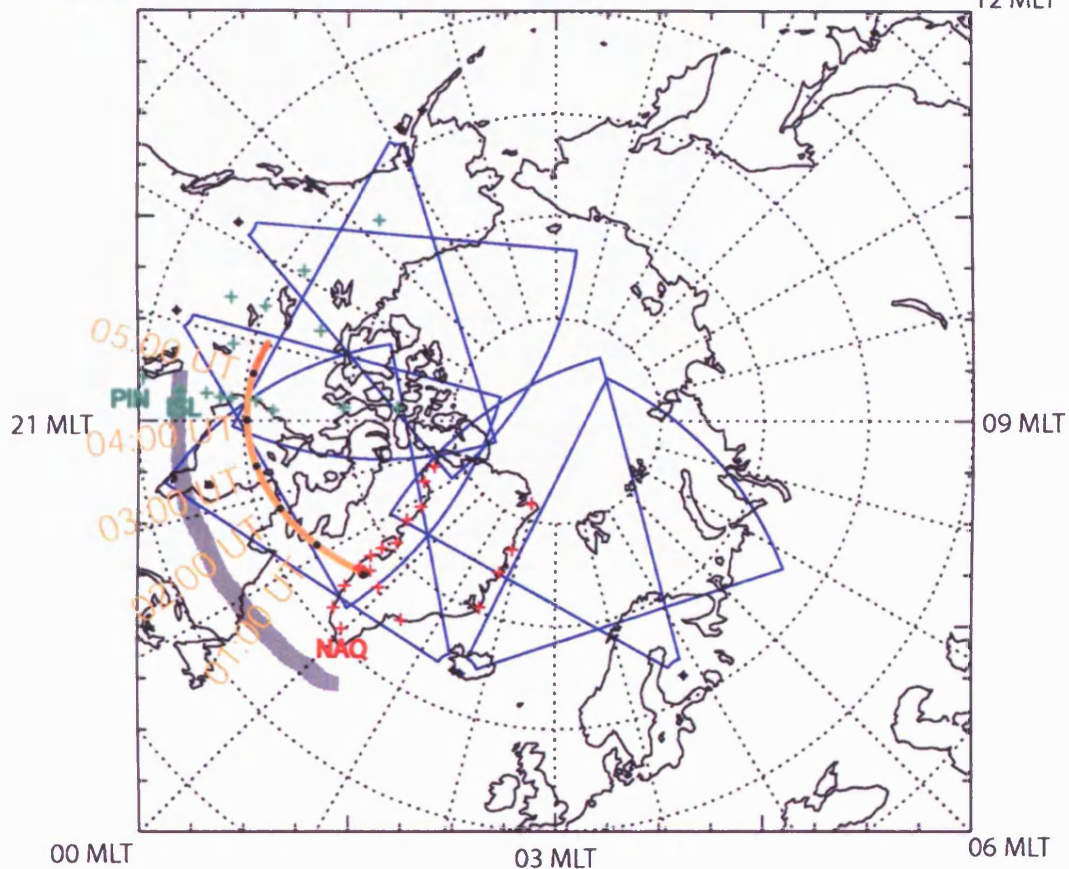 12 MLT
05:00 UT
PIN ISL
21 MLT
04:00 UT
09 MLT
03:00 UT
02:00 UT
01:00 UT
NAQ
00 MLT
03 MLT
06 MLT